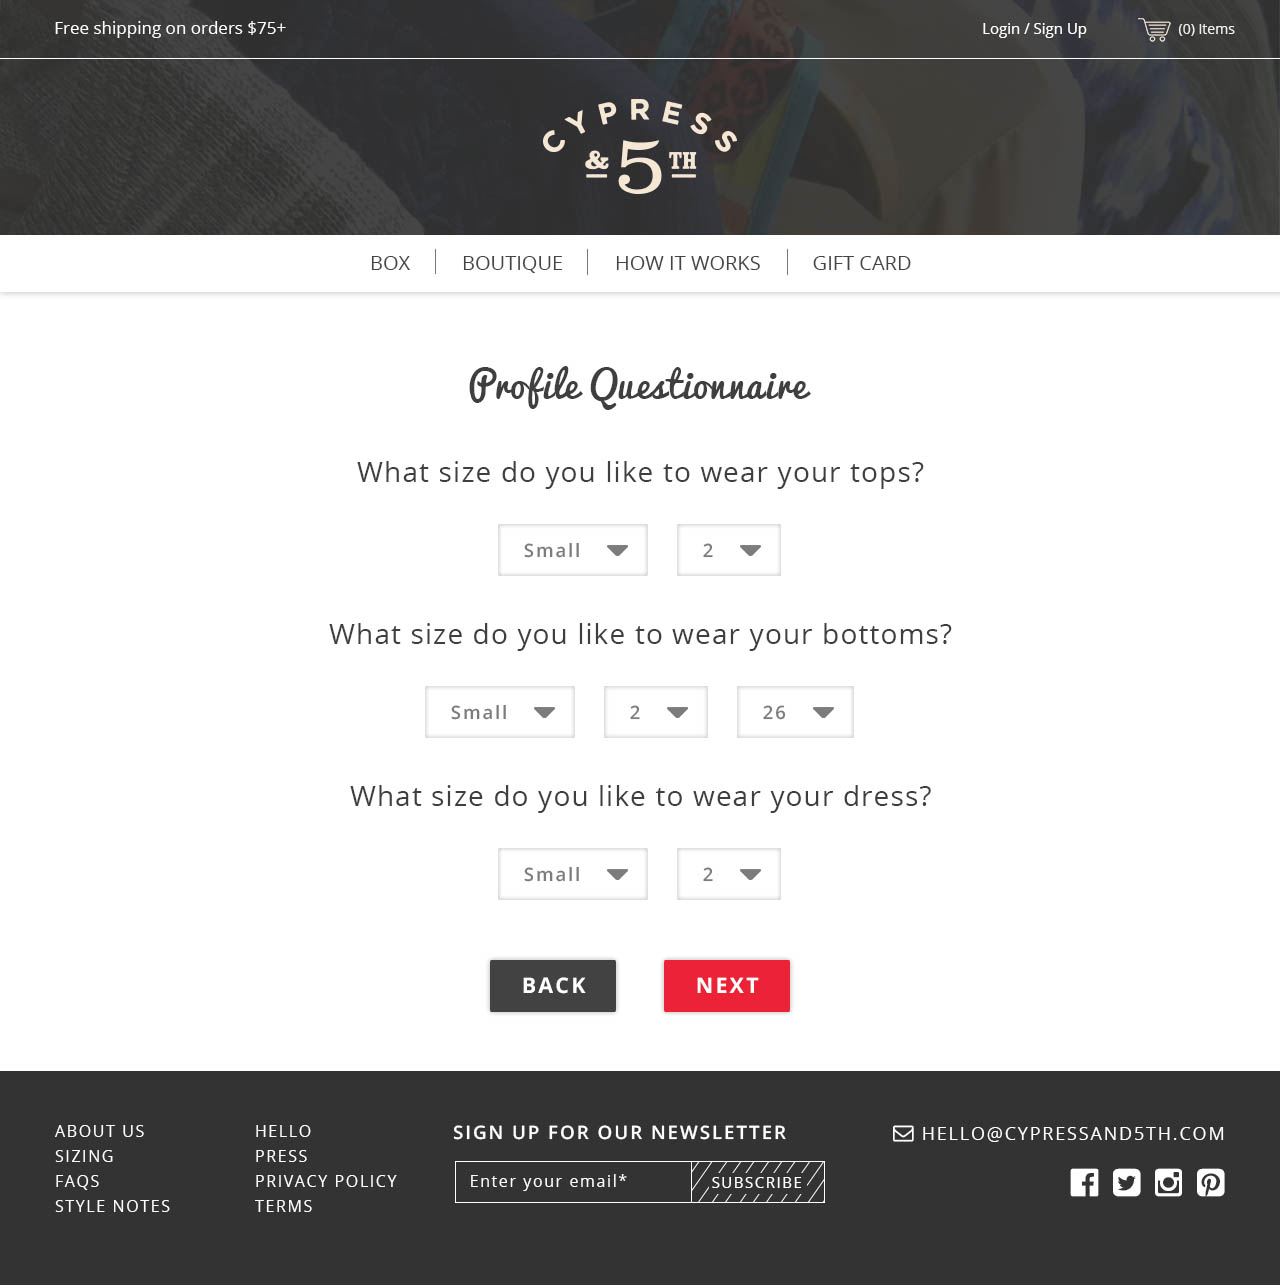 Free shipping on orders $75+
Login / Sign Up
(0) Items
CYPRESS
& 5TH
BOX
BOUTIQUE
HOW IT WORKS
GIFT CARD
Profile Questionnaire
What size do you like to wear your tops?
Small
2
What size do you like to wear your bottoms?
Small
2
26
What size do you like to wear your dress?
Small
2
BACK
NEXT
ABOUT US
SIZING
FAQS
STYLE NOTES
HELLO
PRESS
PRIVACY POLICY
TERMS
SIGN UP FOR OUR NEWSLETTER
Enter your email*
SUBSCRIBE
HELLO@CYPRESSAND5TH.COM